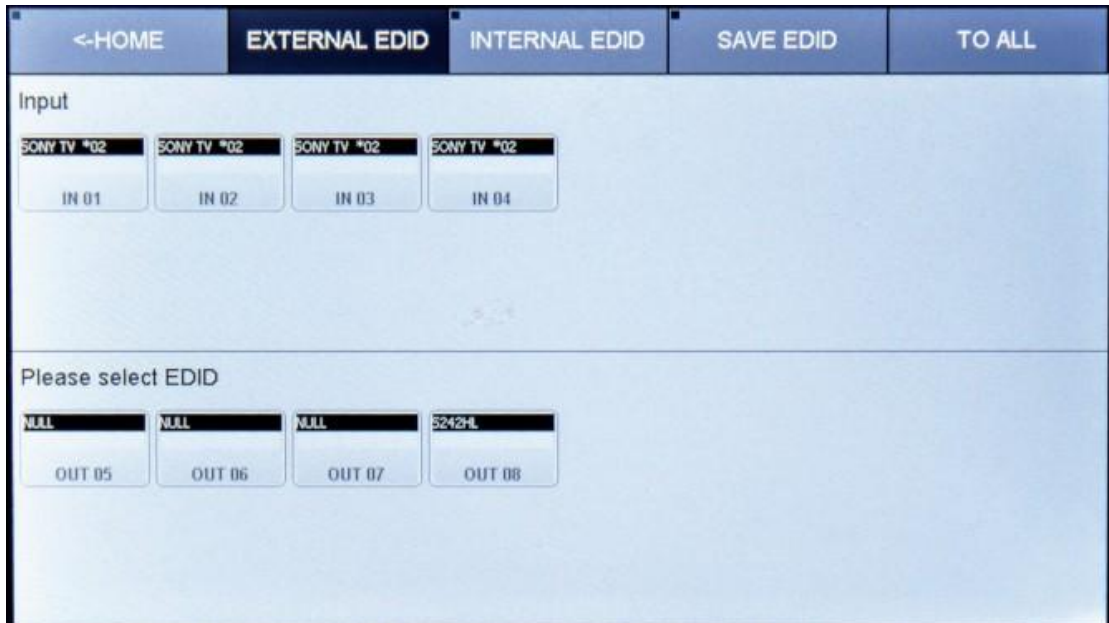 <-HOME EXTERNAL EDID INTERNAL EDID SAVE EDID TO ALL
Input
SONY TV *02 SONY TV *02 SONY TV *02 SONY TV *02
IN 01 IN 02 IN 03 IN 04
Please select EDID
NULL NULL NULL 5242HL
OUT 05 OUT 06 OUT 07 OUT 08